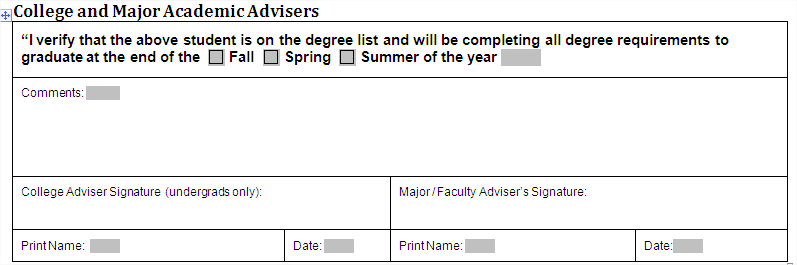 College and Major Academic Advisers
“I verify that the above student is on the degree list and will be completing all degree requirements to
graduate at the end of the Fall Spring Summer of the year
Comments:
College Adviser Signature (undergrads only): Major / Faculty Adviser’s Signature:
Print Name: Date: Print Name: Date: